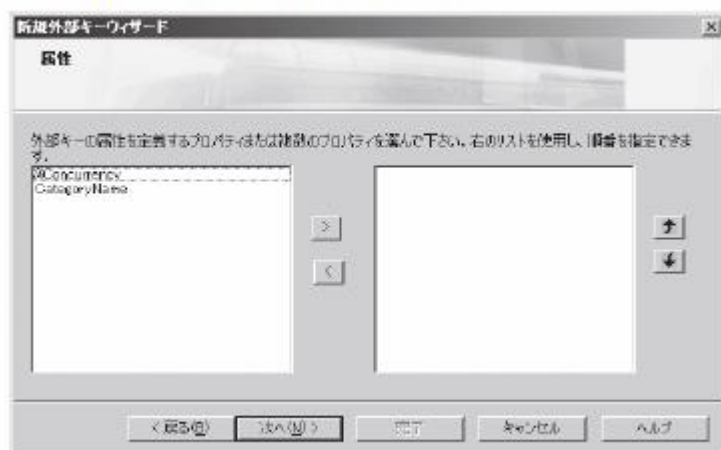 新規外部キーウィザード
属性
外部キーの属性を定義するプロパティまたは複数のプロパティを選んで下さい。右のリストを使用し、順番を指定できま
す。
%Concurrency
CategoryName
>
<
< 戻る(B)
次へ(N) >
完了
キャンセル
ヘルプ